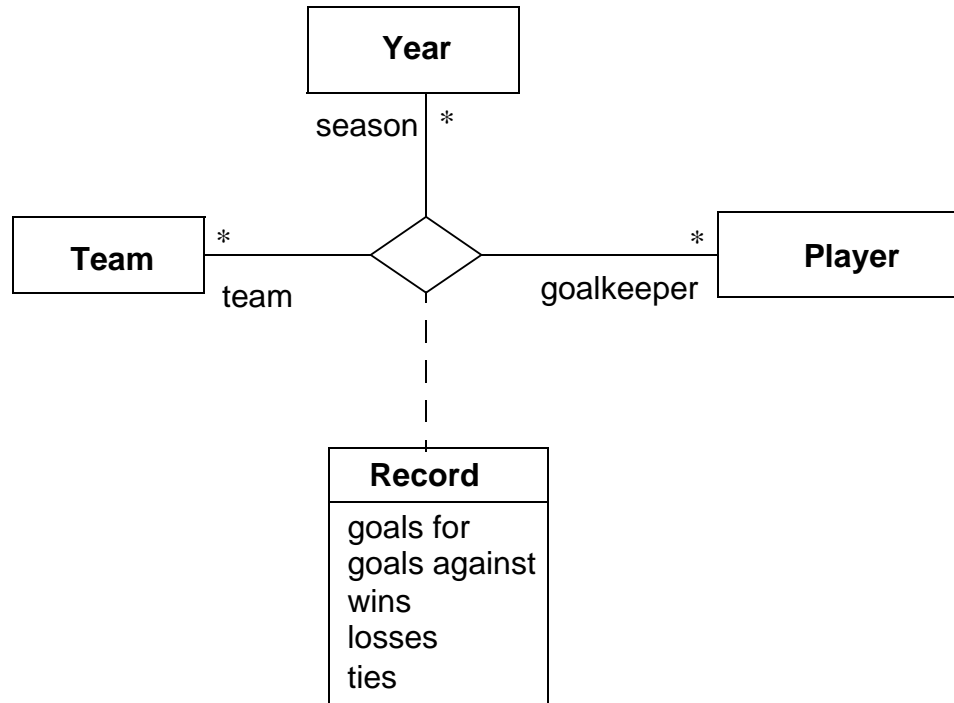 Year
season *
Team
*
team
*
goalkeeper
Player
Record
goals for
goals against
wins
losses
ties